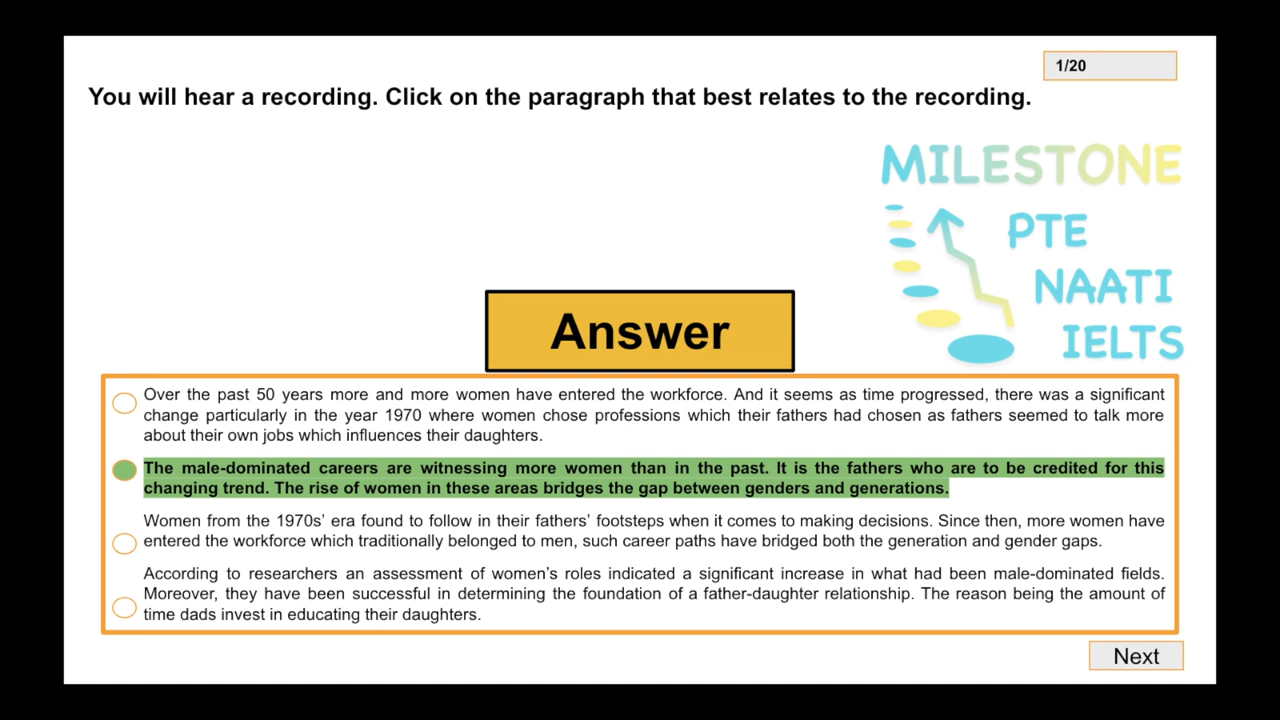 1/20
You will hear a recording. Click on the paragraph that best relates to the recording.
MILESTONE
PTE
NAATI
IELTS
Answer
Over the past 50 years more and more women have entered the workforce. And it seems as time progressed, there was a significant
change particularly in the year 1970 where women chose professions which their fathers had chosen as fathers seemed to talk more
about their own jobs which influences their daughters.
The male-dominated careers are witnessing more women than in the past. It is the fathers who are to be credited for this
changing trend. The rise of women in these areas bridges the gap between genders and generations.
Women from the 1970s’ era found to follow in their fathers’ footsteps when it comes to making decisions. Since then, more women have
entered the workforce which traditionally belonged to men, such career paths have bridged both the generation and gender gaps.
According to researchers an assessment of women’s roles indicated a significant increase in what had been male-dominated fields.
Moreover, they have been successful in determining the foundation of a father-daughter relationship. The reason being the amount of
time dads invest in educating their daughters.
Next